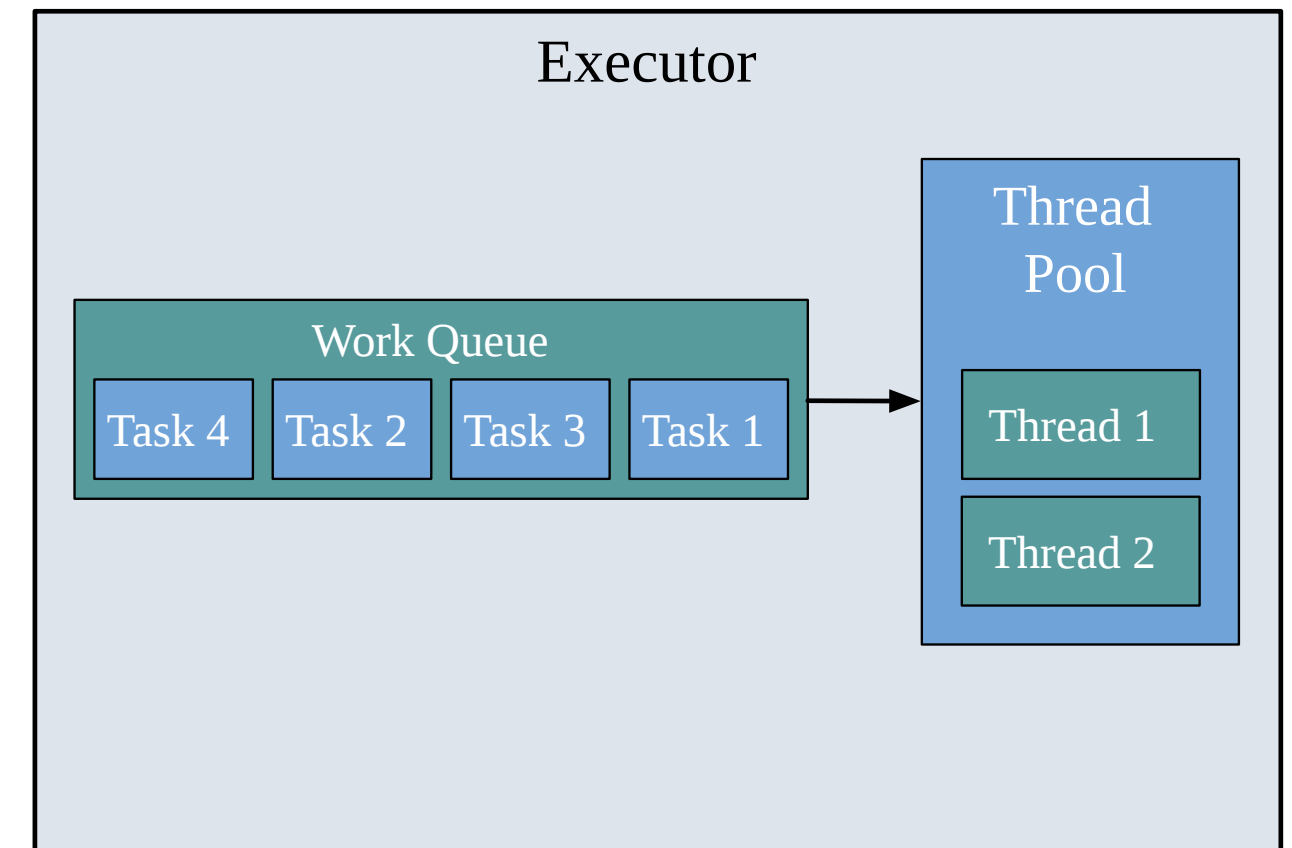 Executor
Thread
Pool
Work Queue
Task 4 Task 2 Task 3 Task 1
Thread 1
Thread 2